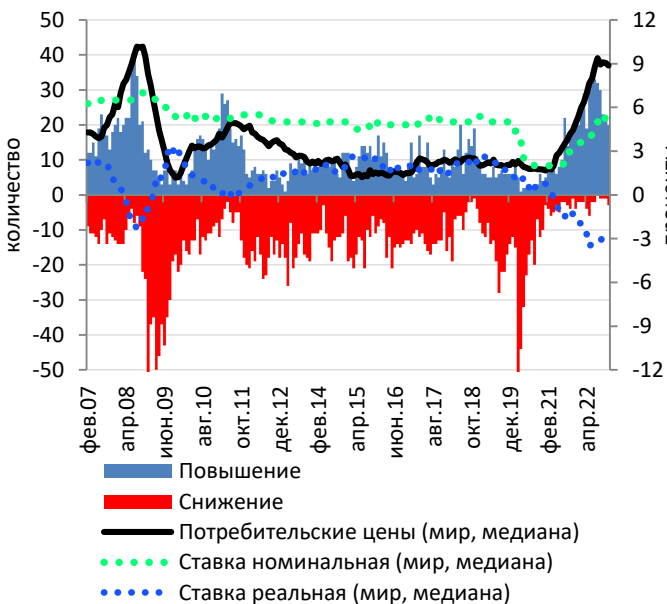 50
40
30
20
10
0
-10
-20
-30
-40
-50
количество
12
9
6
3
0
-3
-6
-9
-12
фев.07
апр.08
июн.09
авг.10
окт.11
дек.12
фев.14
апр.15
июн.16
авг.17
окт.18
дек.19
фев.21
апр.22
Повышение
Снижение
Потребительские цены (мир, медиана)
Ставка номинальная (мир, медиана)
Ставка реальная (мир, медиана)